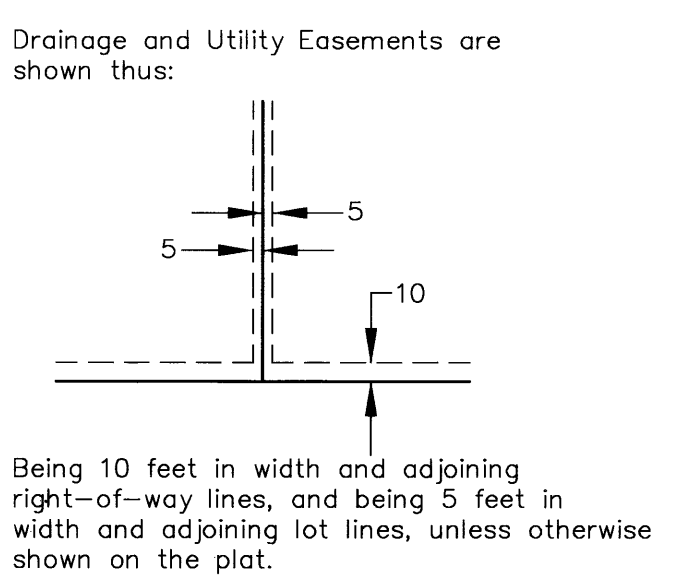 Drainage and Utility Easements are
shown thus:
5
5
10
Being 10 feet in width and adjoining
right-of-way lines, and being 5 feet in
width and adjoining lot lines, unless otherwise
shown on the plat.